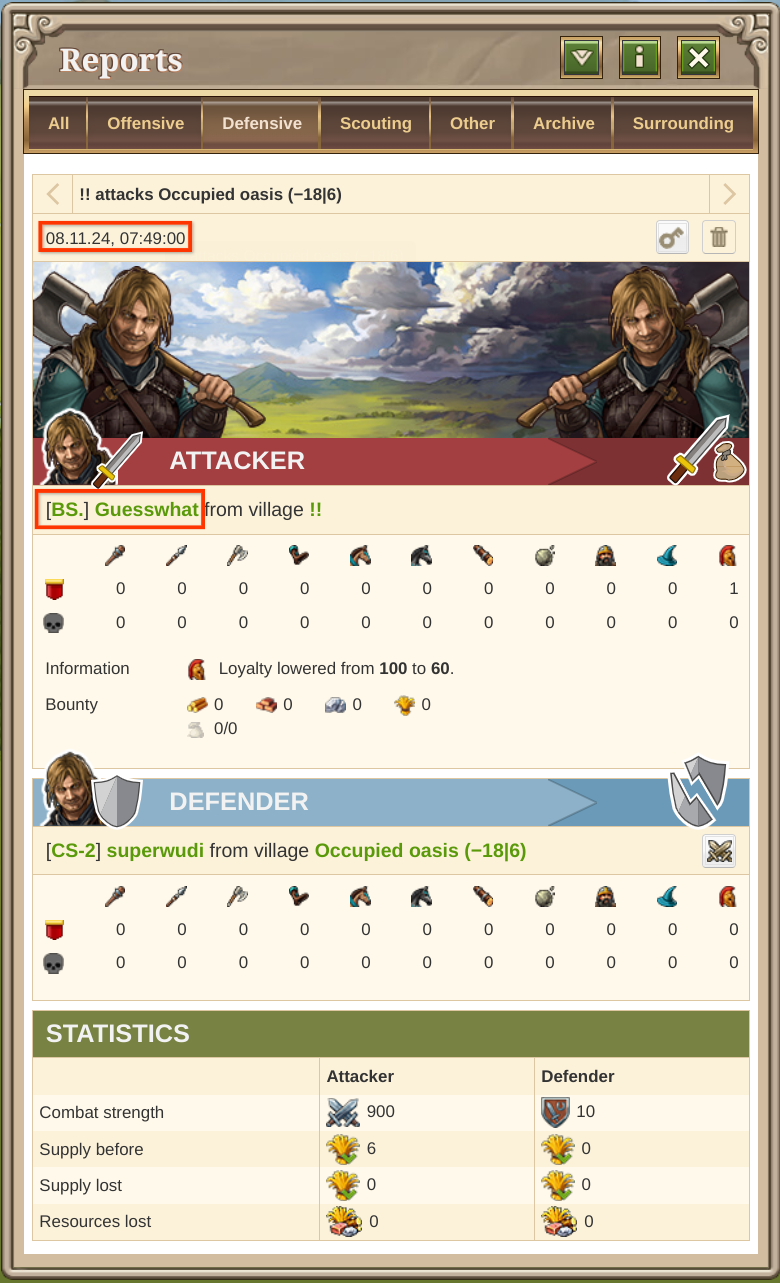 Reports
All Offensive Defensive Scouting Other Archive Surrounding
!! attacks Occupied oasis (−18|6)
08.11.24, 07:49:00
ATTACKER
[BS.] Guesswhat from village !!
0 0 0 0 0 0 0 0 0 0 1
0 0 0 0 0 0 0 0 0 0 0
Information Loyalty lowered from 100 to 60.
Bounty 0 0 0 0
0/0
DEFENDER
[CS-2] superwudi from village Occupied oasis (−18|6)
0 0 0 0 0 0 0 0 0 0 0
0 0 0 0 0 0 0 0 0 0 0
STATISTICS
Attacker Defender
Combat strength 900 10
Supply before 6 0
Supply lost 0 0
Resources lost 0 0